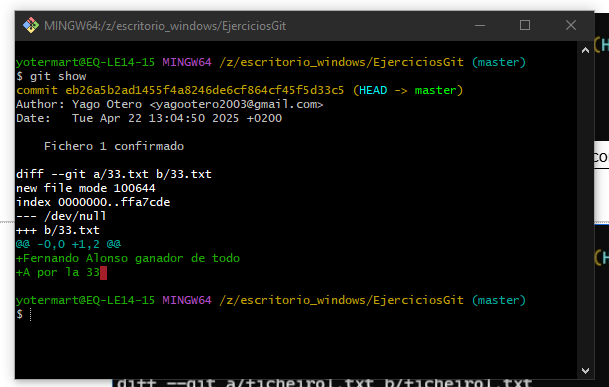 MINGW64:/z/escritorio_windows/EjerciciosGit
yotermart@EQ-LE14-15 MINGW64 /z/escritorio_windows/EjerciciosGit (master)
$ git show
commit eb26a5b2ad1455f4a8246de6cf864cf45f5d33c5 (HEAD -> master)
Author: Yago Otero <yagootero2003@gmail.com>
Date:   Tue Apr 22 13:04:50 2025 +0200
Fichero 1 confirmado
diff --git a/33.txt b/33.txt
new file mode 100644
index 0000000..ffa7cde
--- /dev/null
+++ b/33.txt
@@ -0,0 +1,2 @@
+Fernando Alonso ganador de todo
+A por la 33
yotermart@EQ-LE14-15 MINGW64 /z/escritorio_windows/EjerciciosGit (master)
$
(H
(H
diff --git a/ficheiro1.txt b/ficheiro1.txt